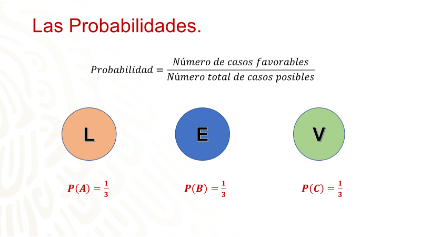 Las Probabilidades.
Probabilidad = Número de casos favorables / Número total de casos posibles
L E V
P(A) = 1/3 P(B) = 1/3 P(C) = 1/3